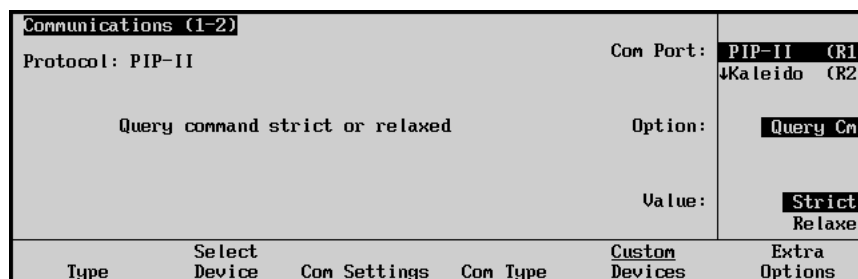 Communications (1-2)
Protocol: PIP-II
Com Port: PIP-II (R1
↓Kaleido (R2
Query command strict or relaxed
Option: Query Cm
Value: Strict
Relaxe
Type
Select Device
Com Settings
Com Type
Custom Devices
Extra Options